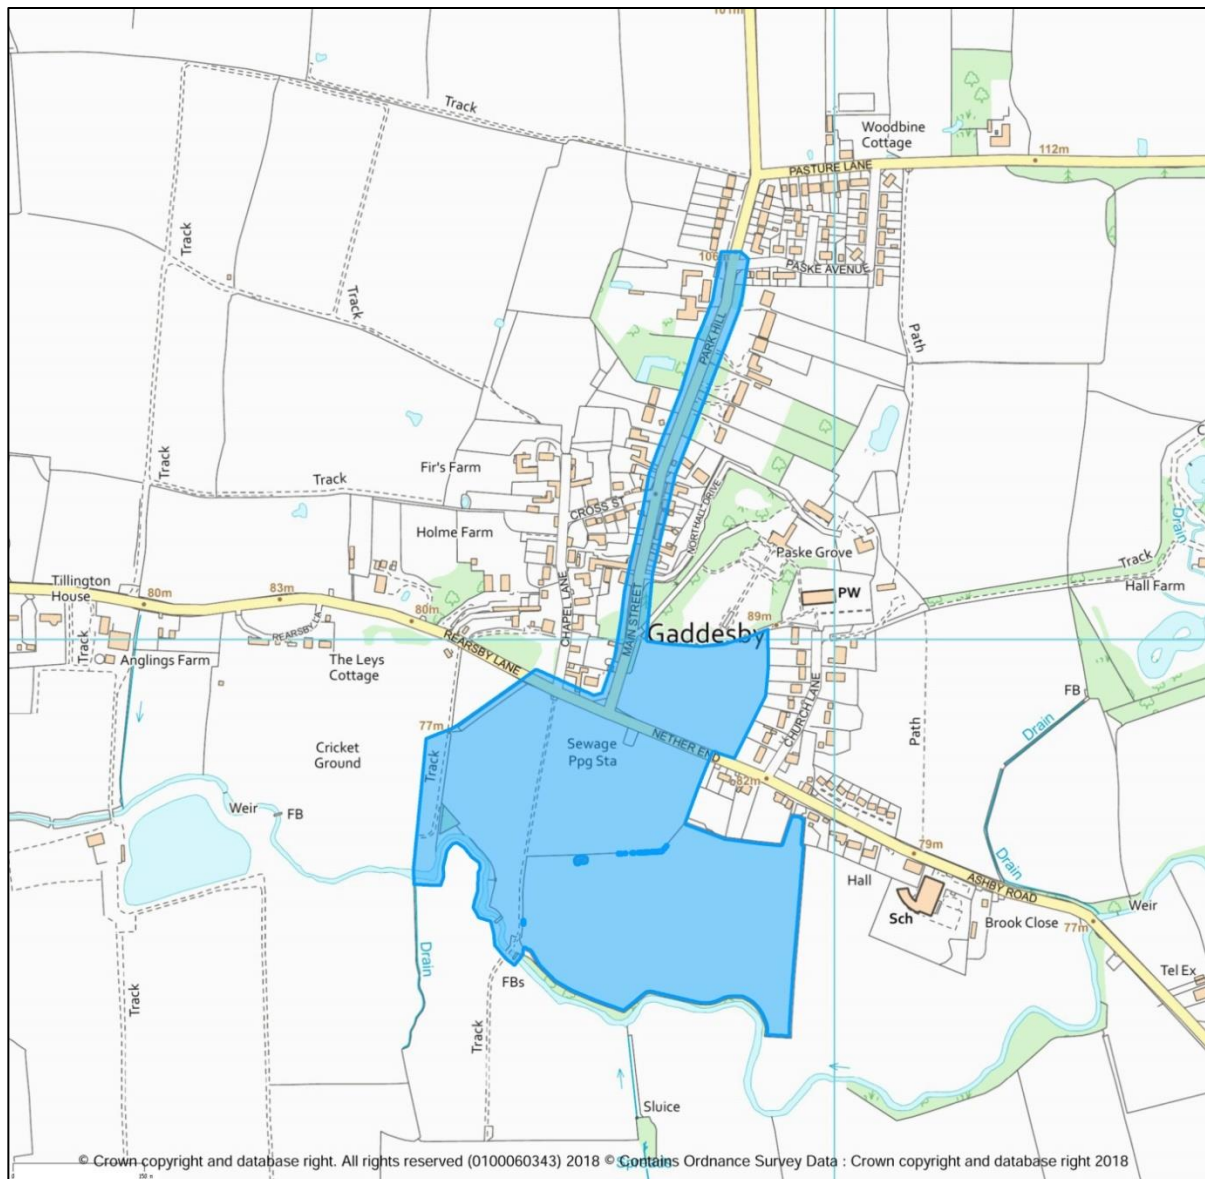 101m
Track
Woodbine
Cottage
112m
PASTURE LANE
Track
106m
PASKE AVENUE
Track
Path
PARK HILL
Fir's Farm
Track
Track
CROSS ST
NORTHALL DRIVE
Drain
Holme Farm
Paske Grove
Track
Hall Farm
Tillington
House
80m
83m
CHAPEL LANE
PW
80m
MAIN STREET
89m
REARSBY LA
REARSBY LANE
Gaddesby
Track
Anglings Farm
The Leys
Cottage
CHURCH LANE
FB
77m
NETHER END
Path
Drain
Cricket
Ground
Track
Sewage
Ppg Sta
82m
Weir
FB
79m
Drain
Hall
ASHBY ROAD
Sch
Brook Close
Weir
77m
Drain
FBs
Tel Ex
Track
Track
Sluice
© Crown copyright and database right. All rights reserved (0100060343) 2018 © Contains Ordnance Survey Data : Crown copyright and database right 2018